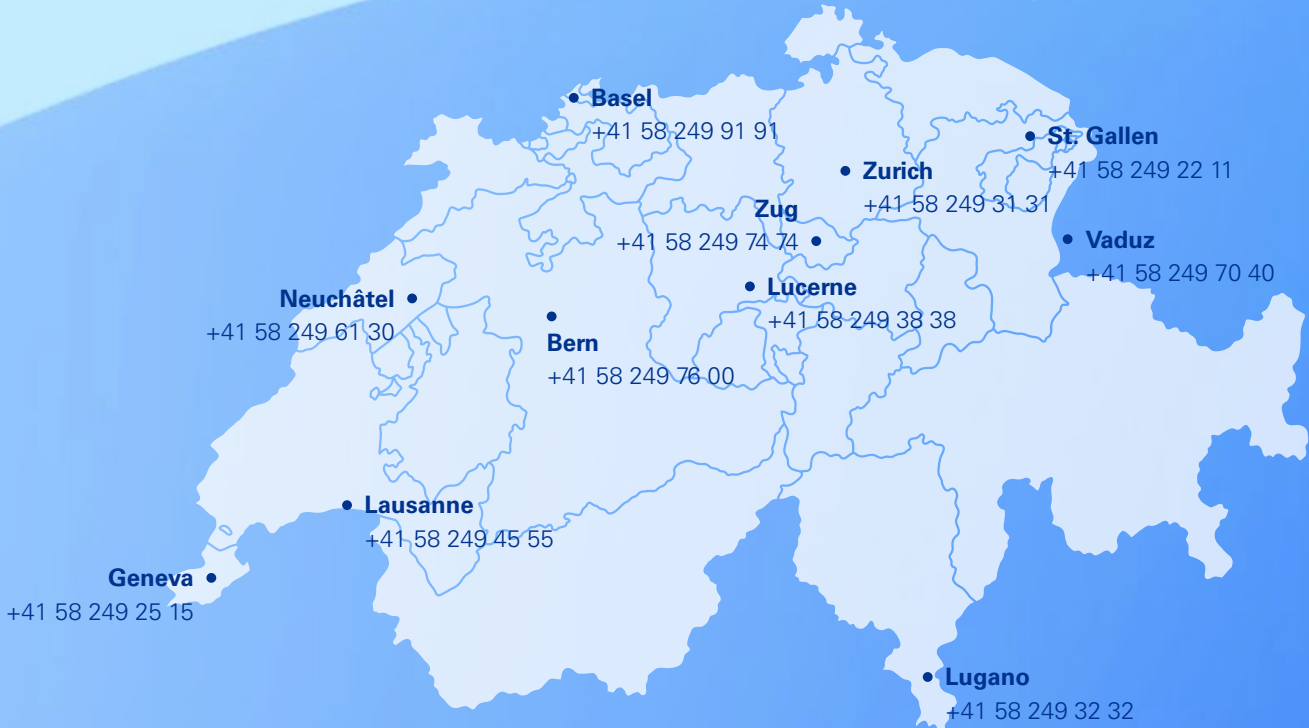 Basel
+41 58 249 91 91
St. Gallen
+41 58 249 22 11
Zurich
+41 58 249 31 31
Zug
+41 58 249 74 74
Vaduz
+41 58 249 70 40
Neuchâtel
+41 58 249 61 30
Lucerne
+41 58 249 38 38
Bern
+41 58 249 76 00
Lausanne
+41 58 249 45 55
Geneva
+41 58 249 25 15
Lugano
+41 58 249 32 32